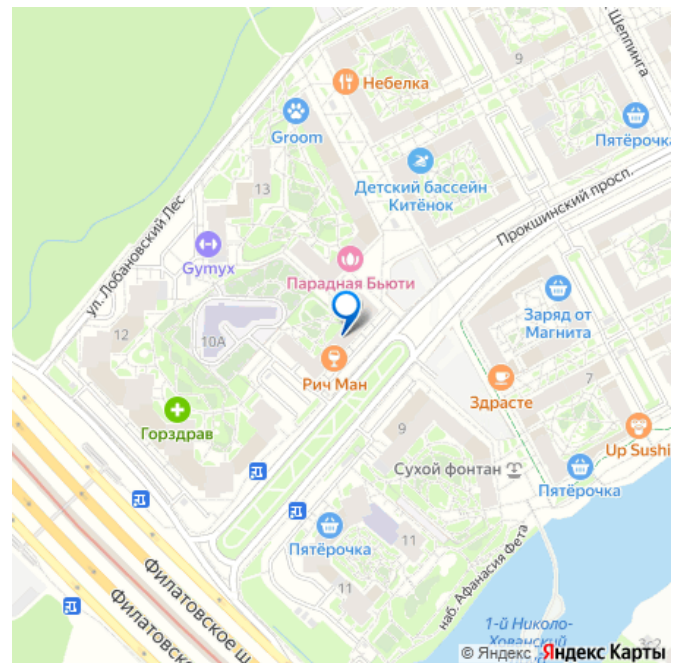 ул. Шеппинга
9
Небелка
Groom
Пятёрочка
Детский бассейн
Китёнок
13
Прокшинский просп.
ул. Лобановский Лес
Gymyx
Парадная Бьюти
Заряд от
Магнита
12
10А
Рич Ман
7
Здрасте
Горздрав
9
Up Sushi
Сухой фонтан
Пятёрочка
Пятёрочка
11
наб. Афанасия Фета
11
Филатовское ш
Филатовское
1-й Николо-
Хованский
© Яндекс Яндекс Карты